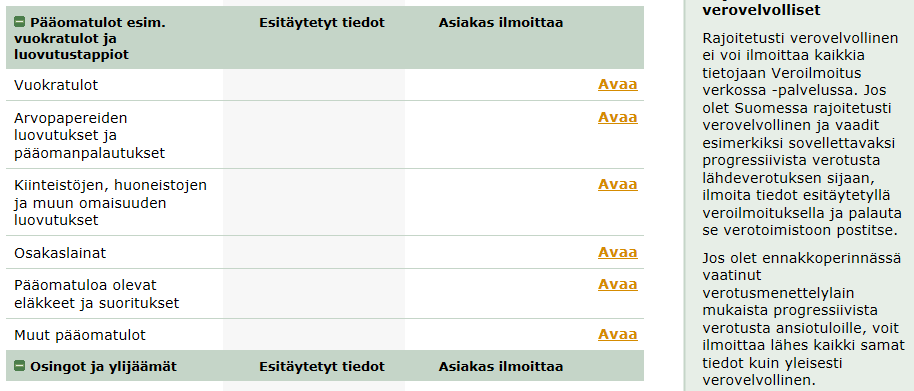 Pääomatulot esim. vuokratulot ja luovutustappiot
Esitäytetyt tiedot
Asiakas ilmoittaa
Vuokratulot
Avaa
Arvopapereiden
luovutukset ja
pääomanpalautukset
Avaa
Kiinteistöjen, huoneistojen
ja muun omaisuuden
luovutukset
Avaa
Osakaslainat
Avaa
Pääomatuloa olevat
eläkkeet ja suoritukset
Avaa
Muut pääomatulot
Avaa
Osingot ja ylijäämät
Esitäytetyt tiedot
Asiakas ilmoittaa
verovelvolliset
Rajoitetusti verovelvollinen
ei voi ilmoittaa kaikkia
tietojaan Veroilmoitus
verkossa -palvelussa. Jos
olet Suomessa rajoitetusti
verovelvollinen ja vaadit
esimerkiksi sovellettavaksi
progressiivista verotusta
lähdeverotuksen sijaan,
ilmoita tiedot esitäytetyllä
veroilmoituksella ja palauta
se verotoimistoon postitse.
Jos olet ennakkoperinnässä
vaatinut
verotusmenettelylain
mukaista progressiivista
verotusta ansiotuloille, voit
ilmoittaa lähes kaikki samat
tiedot kuin yleisesti
verovelvollinen.